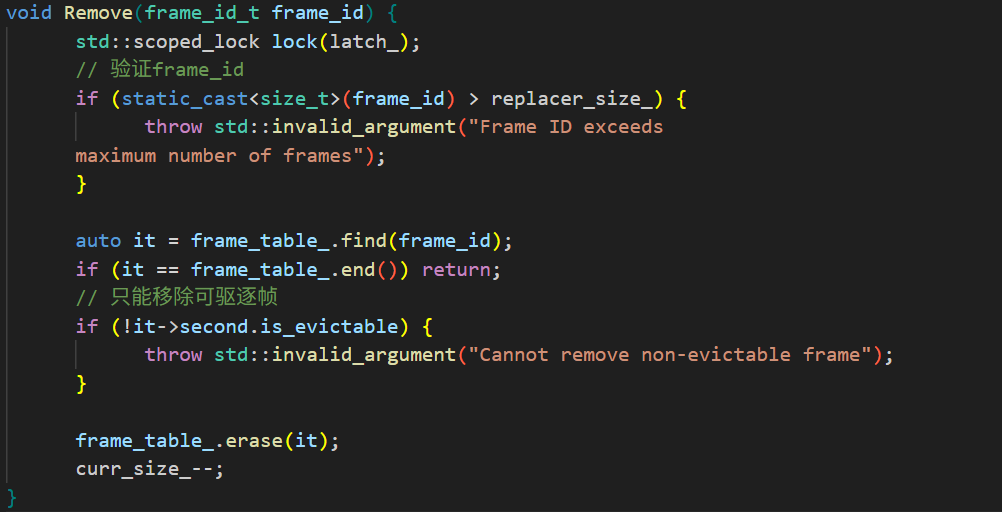 void Remove(frame_id_t frame_id) {
std::scoped_lock lock(latch_);
// 验证frame_id
if (static_cast<size_t>(frame_id) > replacer_size_) {
throw std::invalid_argument("Frame ID exceeds
maximum number of frames");
}
auto it = frame_table_.find(frame_id);
if (it == frame_table_.end()) return;
// 只能移除可驱逐帧
if (!it->second.is_evictable) {
throw std::invalid_argument("Cannot remove non-evictable frame");
}
frame_table_.erase(it);
curr_size_--;
}